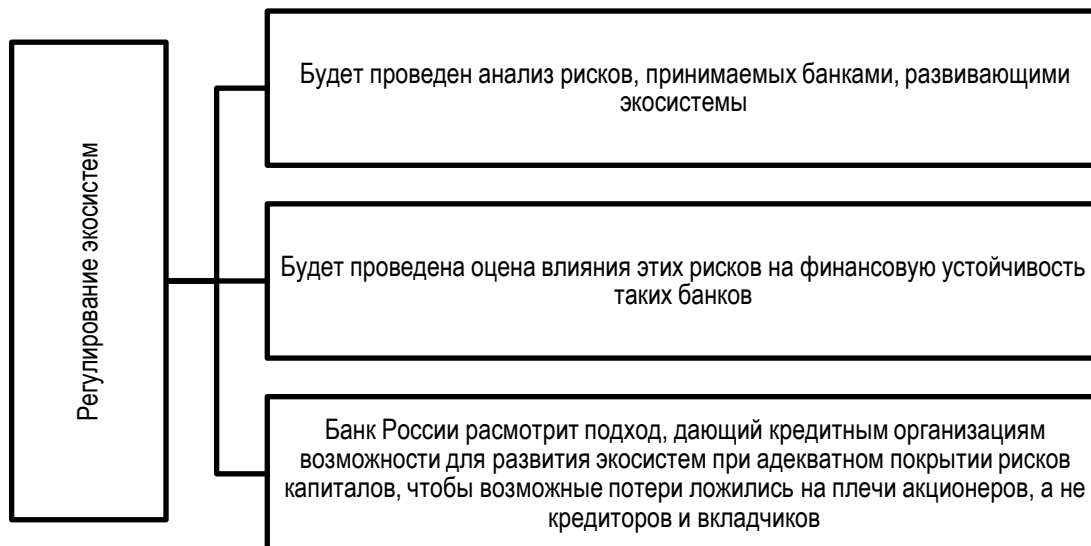 Регулирование экосистем
Будет проведен анализ рисков, принимаемых банками, развивающими
экосистемы
Будет проведена оцена влияния этих рисков на финансовую устойчивость
таких банков
Банк России расмотрит подход, дающий кредитным организациям
возможности для развития экосистем при адекватном покрытии рисков
капиталов, чтобы возможные потери ложились на плечи акционеров, а не
кредиторов и вкладчиков